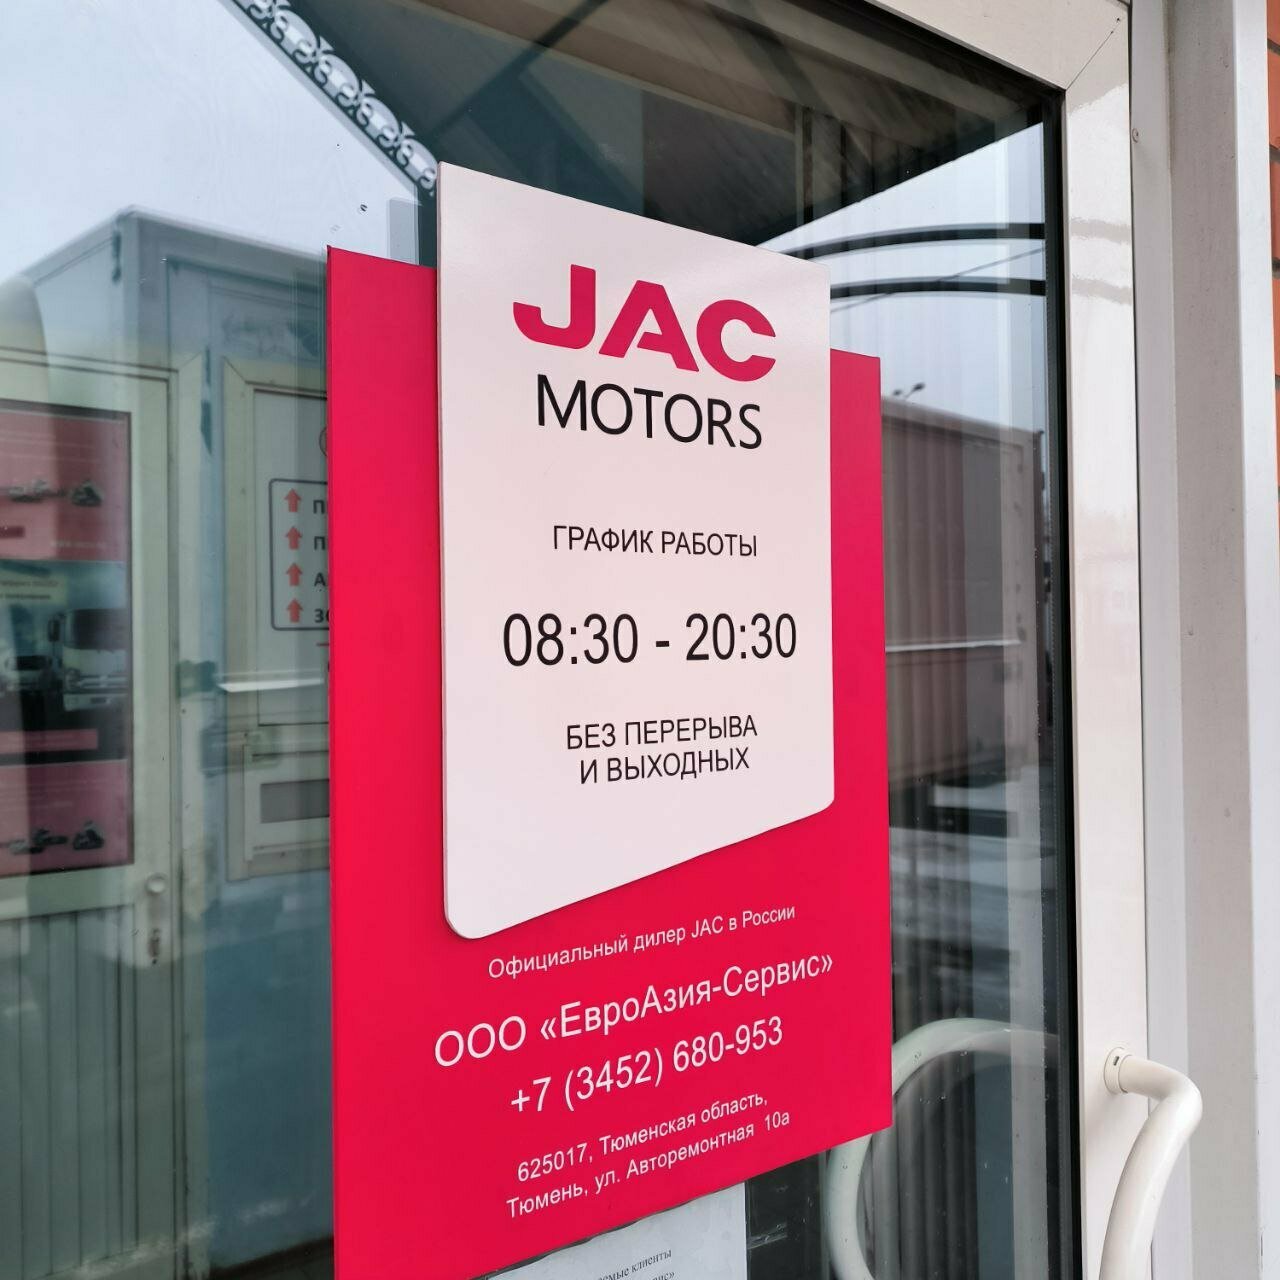 JAC
MOTORS
ГРАФИК РАБОТЫ
08:30 - 20:30
БЕЗ ПЕРЕРЫВА
И ВЫХОДНЫХ
Официальный дилер JAC в России
ООО «ЕвроАзия-Сервис»
+7 (3452) 680-953
625017, Тюменская область,
Тюмень, ул. Авторемонтная 10а
клиенты